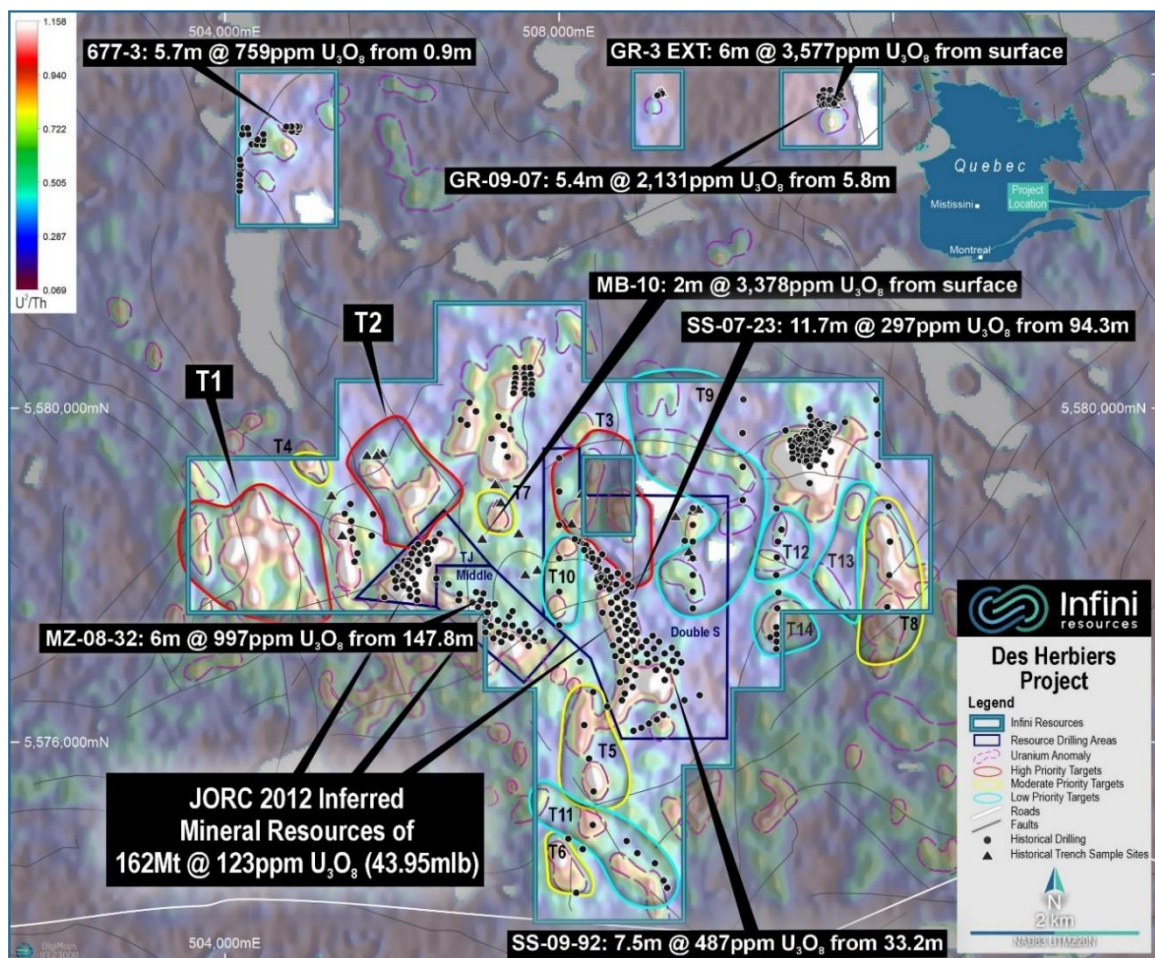 504,000mE
508,000mE
1.158
0.940
0.722
0.505
0.287
0.069
U²/Th
677-3: 5.7m @ 759ppm U₃O₈ from 0.9m
GR-3 EXT: 6m @ 3,577ppm U₃O₈ from surface
GR-09-07: 5.4m @ 2,131ppm U₃O₈ from 5.8m
Quebec
Project
Location
Mistissini
Montreal
MB-10: 2m @ 3,378ppm U₃O₈ from surface
SS-07-23: 11.7m @ 297ppm U₃O₈ from 94.3m
T2
T1
5,580,000mN
5,580,000mN
T9
T3
T4
T7
TJ
Middle
T10
T12
T13
Double S
T14
T8
MZ-08-32: 6m @ 997ppm U₃O₈ from 147.8m
5,576,000mN
T5
T11
T6
JORC 2012 Inferred
Mineral Resources of
162Mt @ 123ppm U₃O₈ (43.95mlb)
SS-09-92: 7.5m @ 487ppm U₃O₈ from 33.2m
504,000mE
Infini
resources
Des Herbiers
Project
Legend
Infini Resources
Resource Drilling Areas
Uranium Anomaly
High Priority Targets
Moderate Priority Targets
Low Priority Targets
Roads
Faults
Historical Drilling
Historical Trench Sample Sites
N
2 km
NAD83 UTMZ20N
DigiMaps